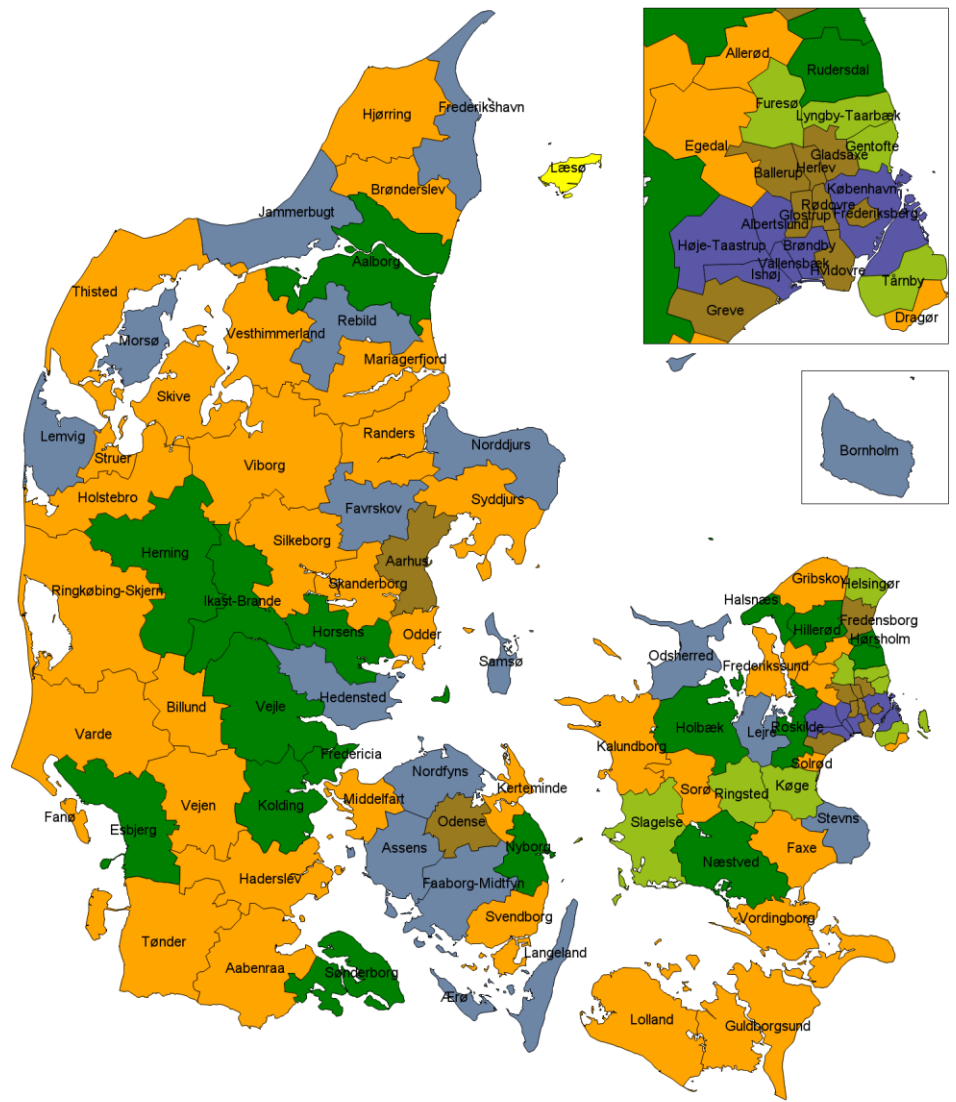 Allerød
Rudersdal
Furesø
Lyngby-Taarbæk
Egedal
Gentofte
Gladsaxe
Herlev
Ballerup
København
Rødovre
Frederiksberg
Glostrup
Albertslund
Høje-Taastrup
Brøndby
Vallensbæk
Ishøj
Hvidovre
Tårnby
Greve
Dragør
Hjørring
Frederikshavn
Læsø
Brønderslev
Jammerbugt
Aalborg
Thisted
Rebild
Vesthimmerland
Morsø
Mariagerfjord
Skive
Lemvig
Randers
Norddjurs
Bornholm
Struer
Viborg
Holstebro
Syddjurs
Favrskov
Silkeborg
Herning
Aarhus
Skanderborg
Ringkøbing-Skjern
Ikast-Brande
Horsens
Odder
Samsø
Hedensted
Billund
Vejle
Varde
Fredericia
Gribskov
Helsingør
Halsnæs
Fredensborg
Hillerød
Hørsholm
Odsherred
Frederikssund
Holbæk
Lejre
Roskilde
Kalundborg
Solrød
Sorø
Ringsted
Køge
Slagelse
Stevns
Næstved
Faxe
Nordfyns
Kerteminde
Middelfart
Kolding
Vejen
Fanø
Esbjerg
Odense
Assens
Nyborg
Haderslev
Faaborg-Midtfyn
Svendborg
Vordingborg
Tønder
Aabenraa
Sønderborg
Langeland
Ærø
Lolland
Guldborgsund